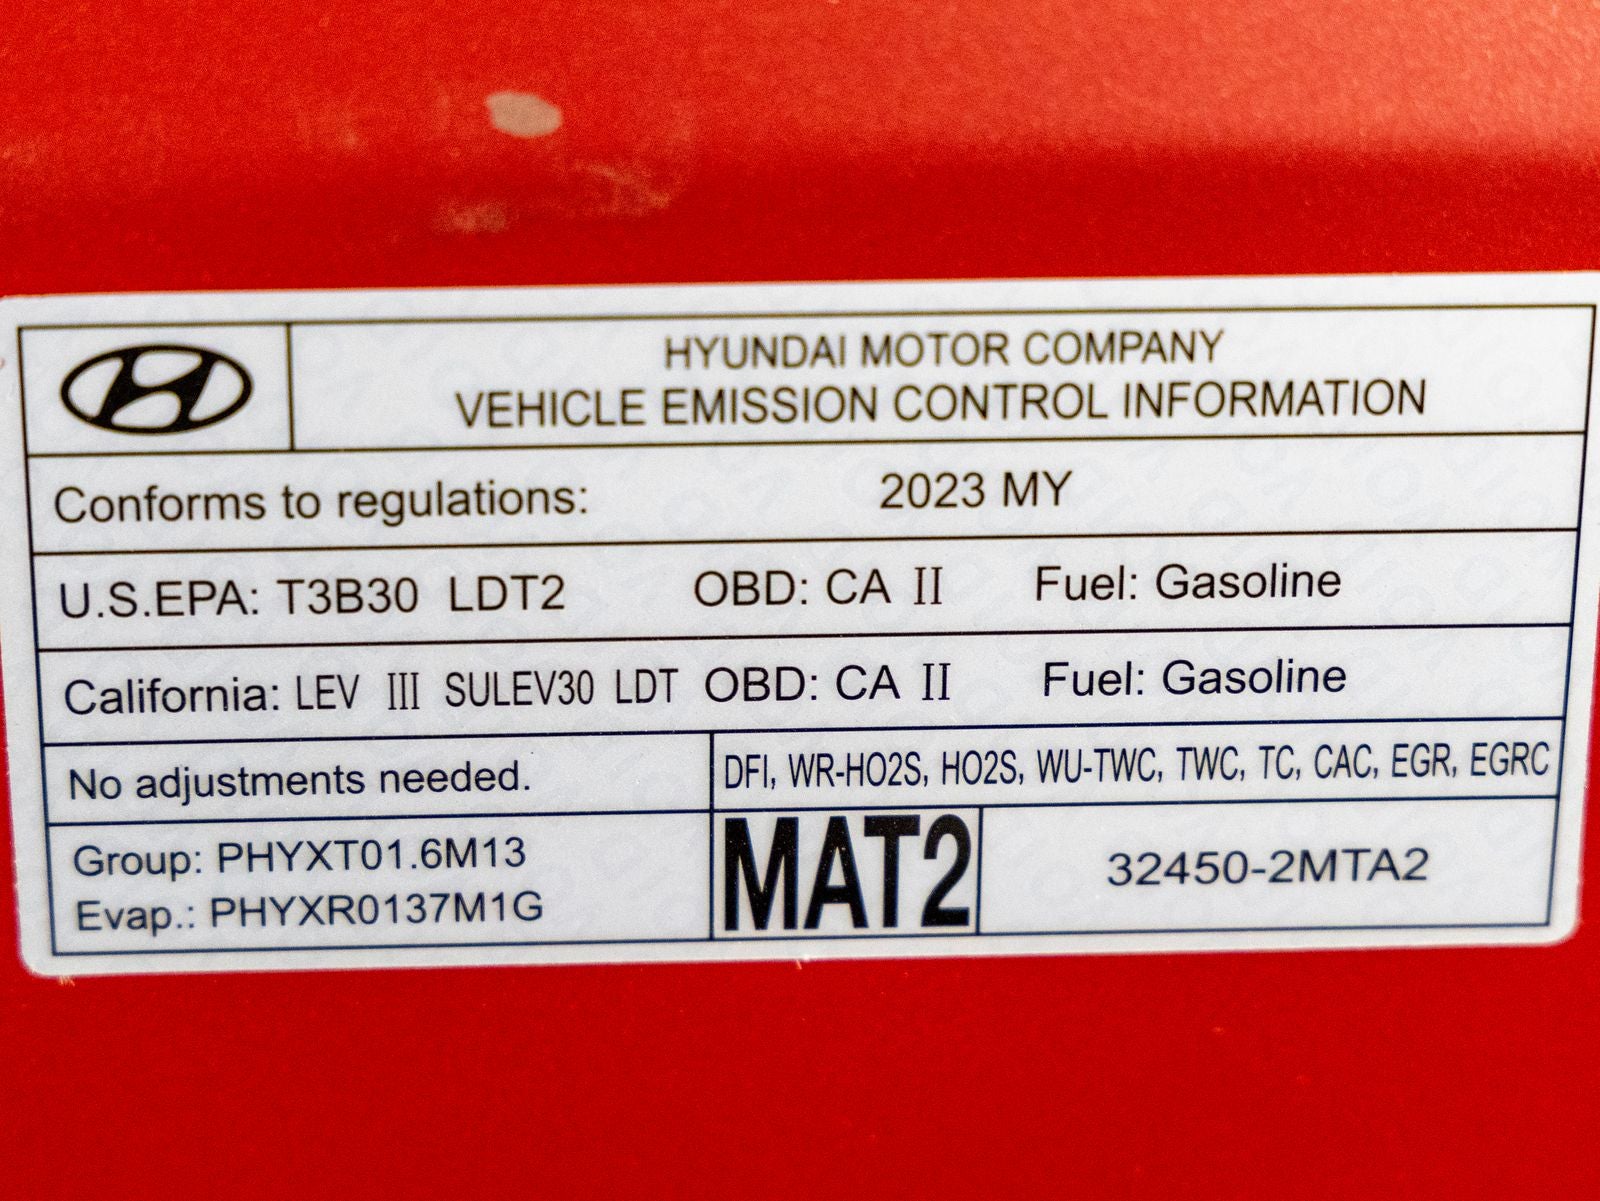 HYUNDAI MOTOR COMPANY
VEHICLE EMISSION CONTROL INFORMATION
Conforms to regulations: 2023 MY
U.S.EPA: T3B30 LDT2 OBD: CA II Fuel: Gasoline
California: LEV III SULEV30 LDT OBD: CA II Fuel: Gasoline
No adjustments needed.
DFI, WR-HO2S, HO2S, WU-TWC, TWC, TC, CAC, EGR, EGRC
Group: PHYXT01.6M13
Evap.: PHYXR0137M1G
MAT2
32450-2MTA2